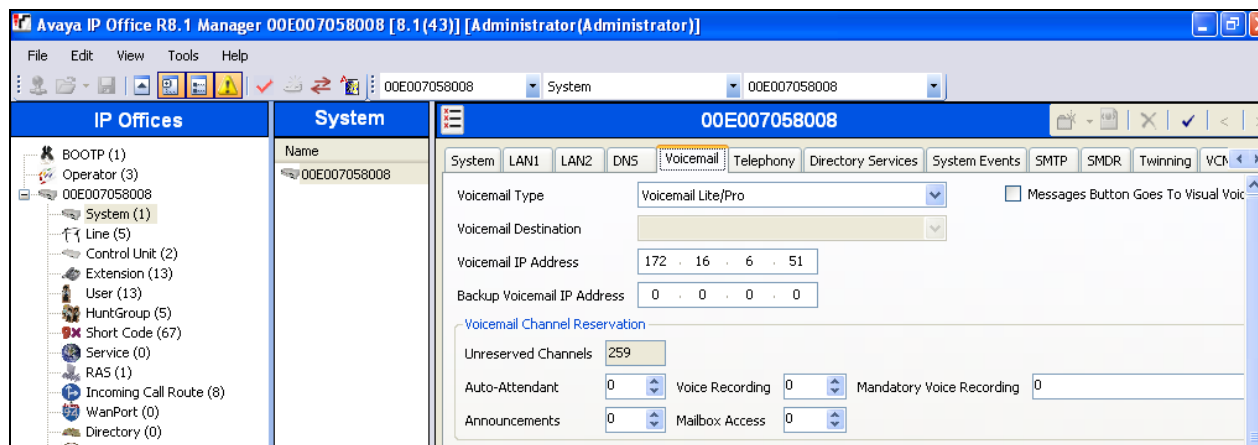 Avaya IP Office R8.1 Manager 00E007058008 [8.1(43)] [Administrator(Administrator)]
File Edit View Tools Help
00E007058008 System 00E007058008
IP Offices
BOOTP (1)
Operator (3)
00E007058008
System (1)
Line (5)
Control Unit (2)
Extension (13)
User (13)
HuntGroup (5)
Short Code (67)
Service (0)
RAS (1)
Incoming Call Route (8)
WanPort (0)
Directory (0)
System
Name
00E007058008
00E007058008
System LAN1 LAN2 DNS Voicemail Telephony Directory Services System Events SMTP SMDR Twinning VCM
Voicemail Type Voicemail Lite/Pro Messages Button Goes To Visual Voic
Voicemail Destination
Voicemail IP Address 172 . 16 . 6 . 51
Backup Voicemail IP Address 0 . 0 . 0 . 0
Voicemail Channel Reservation
Unreserved Channels 259
Auto-Attendant 0 Voice Recording 0 Mandatory Voice Recording 0
Announcements 0 Mailbox Access 0